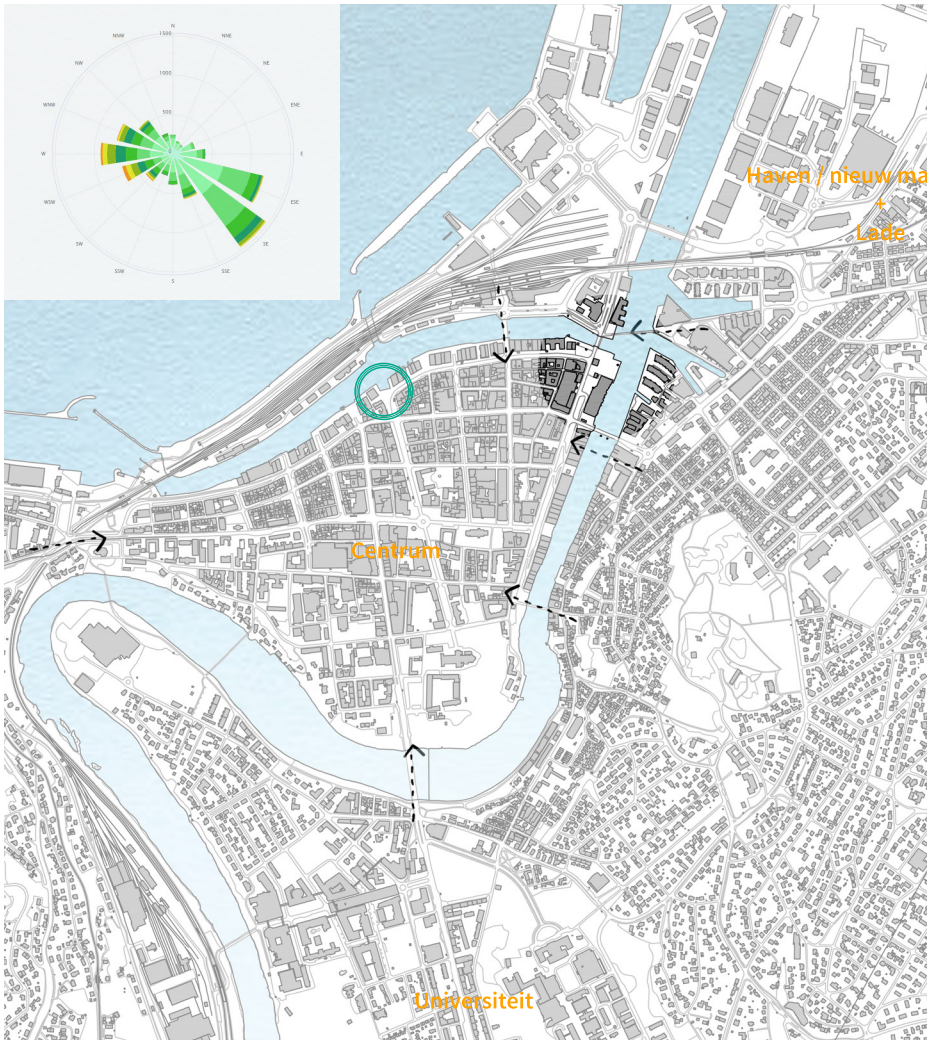 N
1500
NNW
NNE
1000
NW
NE
500
WNW
ENE
0
W
E
WSW
ESE
SW
SE
SSW
SSE
S
Haven / nieuw ma
+
Lade
Centrum
Universiteit